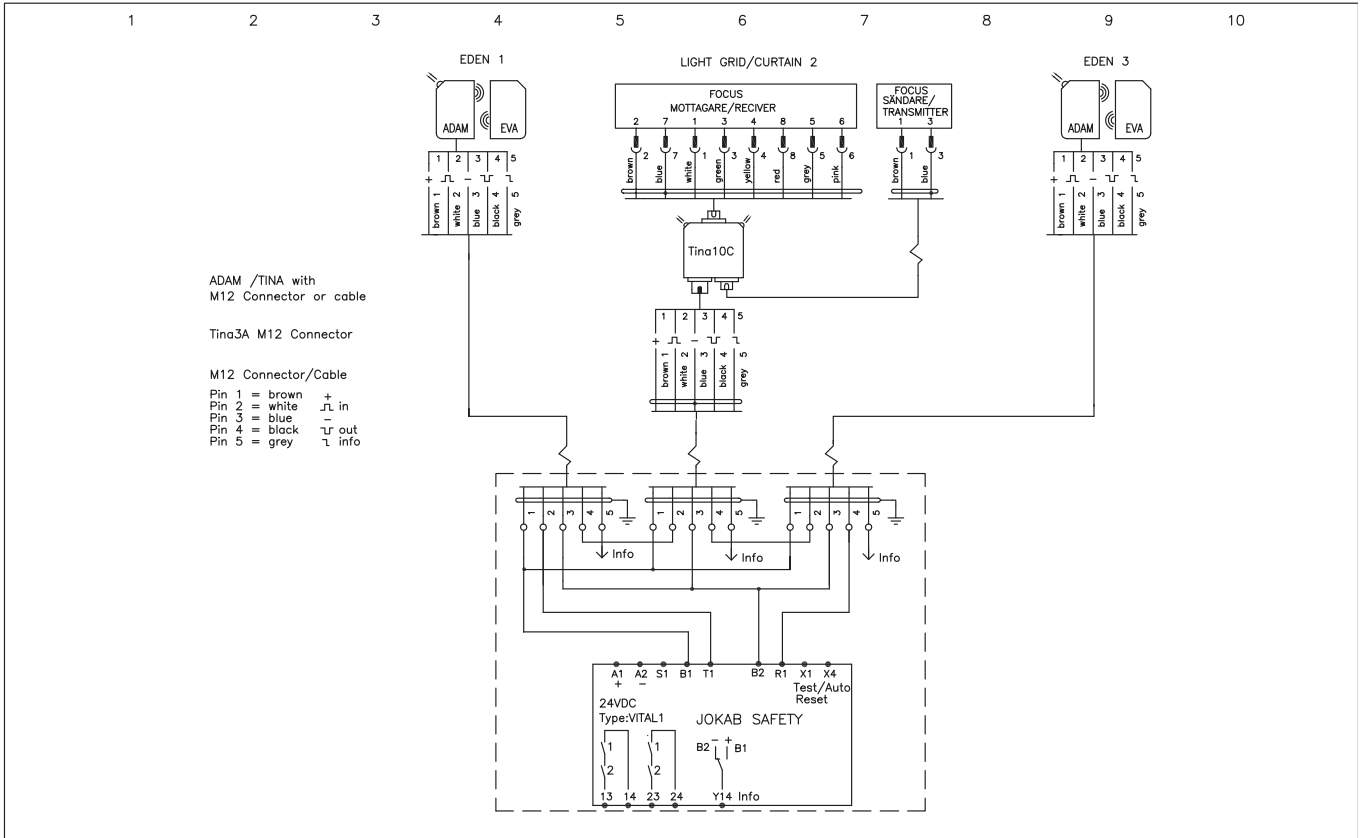 1 2 3 4 5 6 7 8 9 10
EDEN 1
ADAM EVA
1 2 3 4 5
+ ⎍ −
brown 1
white 2
blue 3
black 4
grey 5
LIGHT GRID/CURTAIN 2
FOCUS
MOTTAGARE/RECIVER
2 7 1 3 4 8 5 6
2 7 1 3 4 8 5 6
brown
blue
white
green
yellow
red
grey
pink
FOCUS
SÄNDARE/
TRANSMITTER
1 3
1 3
brown
blue
Tina10C
1 2 3 4 5
+ −
brown 1
white 2
blue 3
black 4
grey 5
EDEN 3
ADAM EVA
1 2 3 4 5
+ −
brown 1
white 2
blue 3
black 4
grey 5
ADAM /TINA with
M12 Connector or cable
Tina3A M12 Connector
M12 Connector/Cable
Pin 1 = brown +
Pin 2 = white in
Pin 3 = blue −
Pin 4 = black out
Pin 5 = grey info
1 2 3 4 5
1 2 3 4 5
1 2 3 4 5
Info
Info
Info
A1 A2 S1 B1 T1 B2 R1 X1 X4
+ −
Test/Auto
Reset
24VDC
Type:VITAL1
JOKAB SAFETY
1 1
2 2
− +
B2 B1
13 14 23 24 Y14 Info